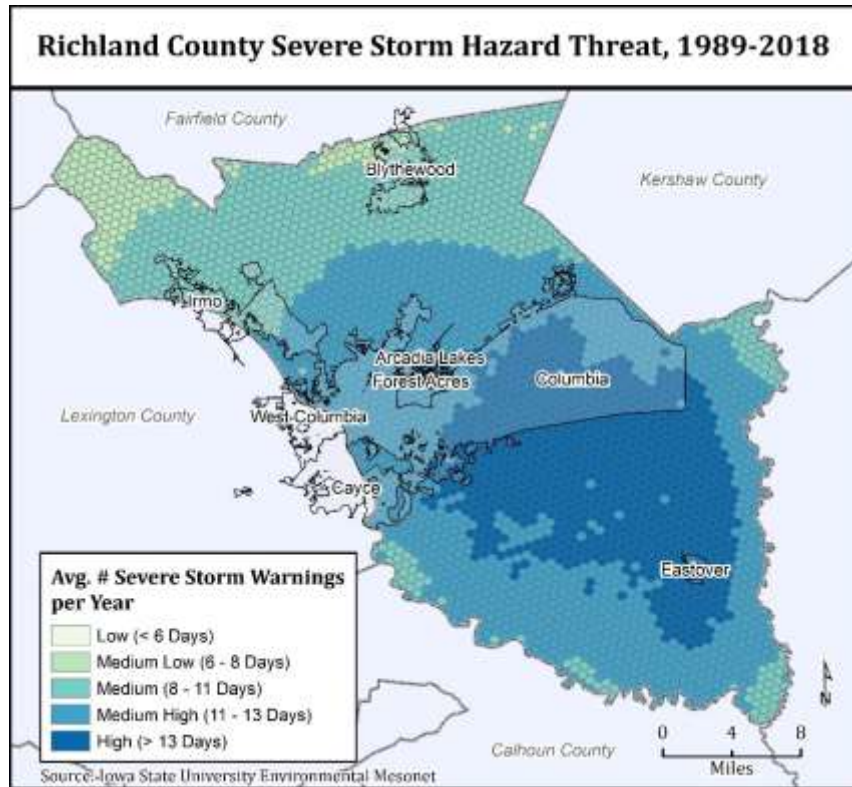 Richland County Severe Storm Hazard Threat, 1989-2018
Fairfield County
Blythewood
Kershaw County
Irmo
Arcadia Lakes
Forest Acres
Columbia
Lexington County
West Columbia
Cayce
Eastover
Avg. # Severe Storm Warnings
per Year
Low (< 6 Days)
Medium Low (6 - 8 Days)
Medium (8 - 11 Days)
Medium High (11 - 13 Days)
High (> 13 Days)
N
0 4 8
Miles
Calhoun County
Source: Iowa State University Environmental Mesonet